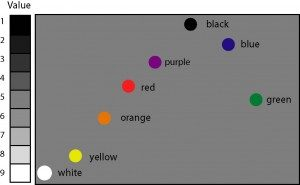 Value
1
2
3
4
5
6
7
8
9
black
blue
purple
red
green
orange
yellow
white